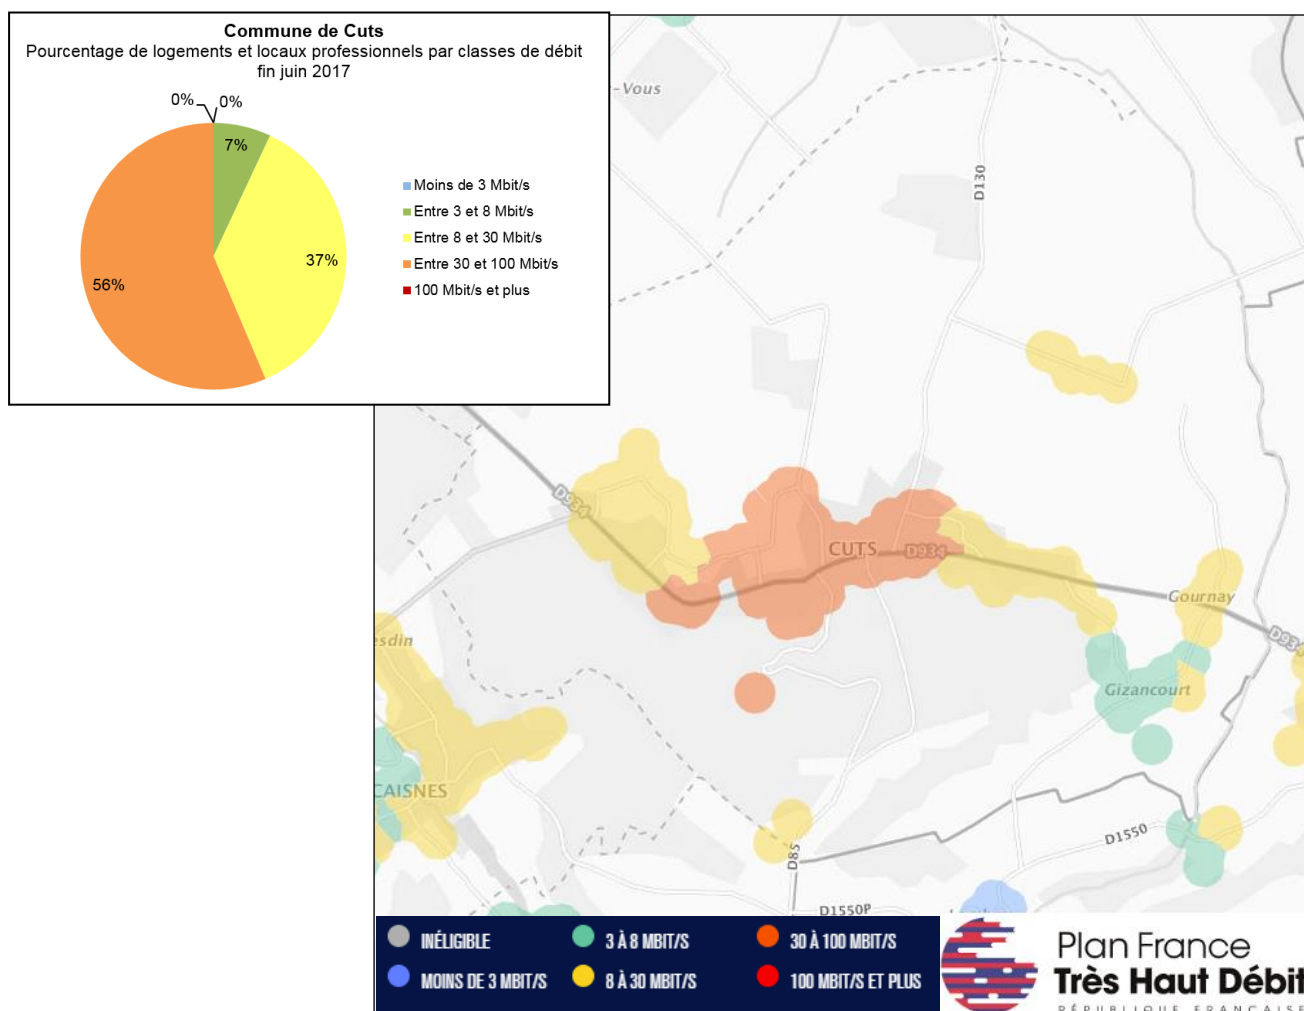 Commune de Cuts
Pourcentage de logements et locaux professionnels par classes de débit
fin juin 2017
0%
0%
7%
37%
56%
Moins de 3 Mbit/s
Entre 3 et 8 Mbit/s
Entre 8 et 30 Mbit/s
Entre 30 et 100 Mbit/s
100 Mbit/s et plus
-Vous
D130
D934
CUTS
D934
Gournay
D934
esdin
Gizancourt
CAISNES
D85
D1550
D1550P
INÉLIGIBLE
3 À 8 MBIT/S
30 À 100 MBIT/S
MOINS DE 3 MBIT/S
8 À 30 MBIT/S
100 MBIT/S ET PLUS
Plan France
Très Haut Débit
RÉPUBLIQUE FRANÇAISE